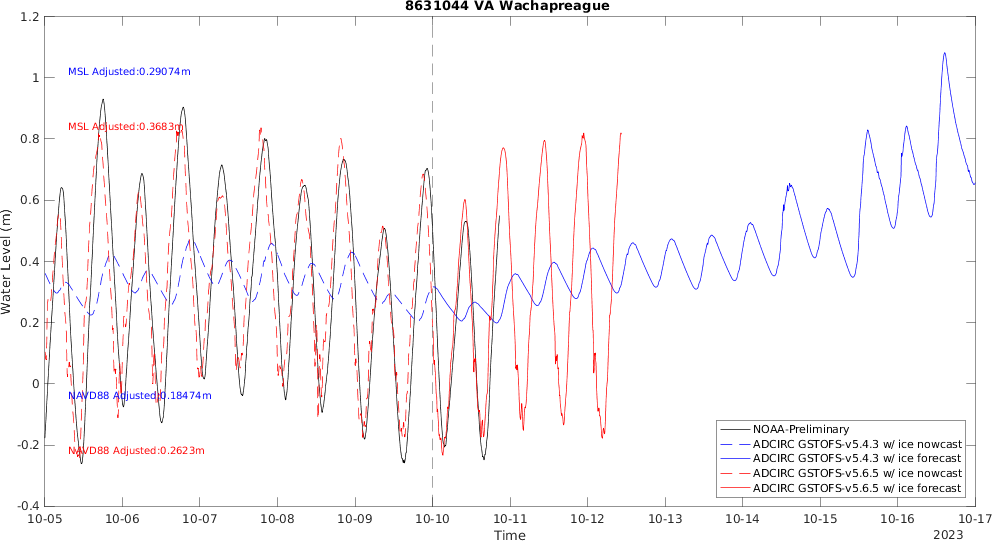 8631044 VA Wachapreague
Water Level (m)
1.2
1
0.8
0.6
0.4
0.2
0
-0.2
-0.4
MSL Adjusted:0.29074m
MSL Adjusted:0.3683m
NAVD88 Adjusted:0.18474m
NAVD88 Adjusted:0.2623m
NOAA-Preliminary
ADCIRC GSTOFS-v5.4.3 w/ ice nowcast
ADCIRC GSTOFS-v5.4.3 w/ ice forecast
ADCIRC GSTOFS-v5.6.5 w/ ice nowcast
ADCIRC GSTOFS-v5.6.5 w/ ice forecast
10-05 10-06 10-07 10-08 10-09 10-10 10-11 10-12 10-13 10-14 10-15 10-16 10-17
Time
2023